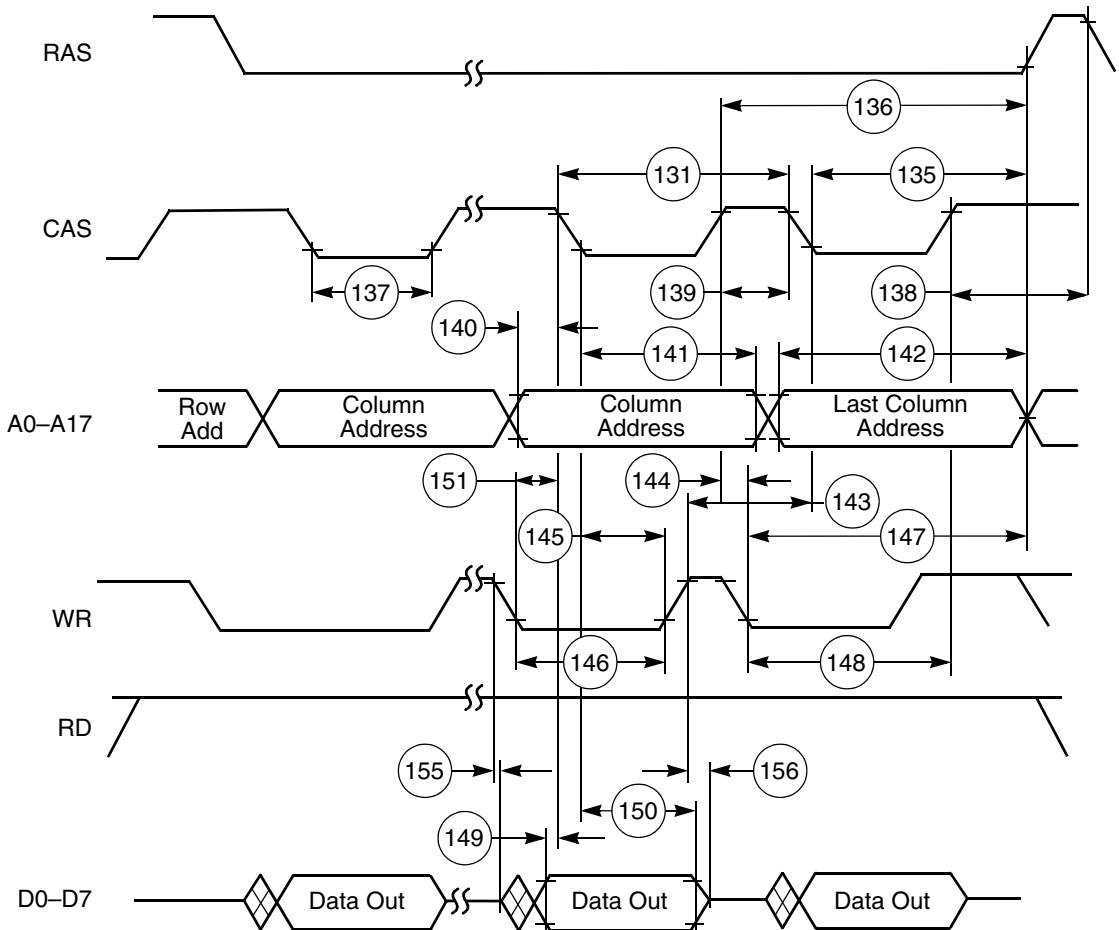 RAS
136
131
135
CAS
137
139
138
140
141
142
A0–A17
Row
Add
Column
Address
Column
Address
Last Column
Address
151
144
143
145
147
WR
146
148
RD
155
156
150
149
D0–D7
Data Out
Data Out
Data Out